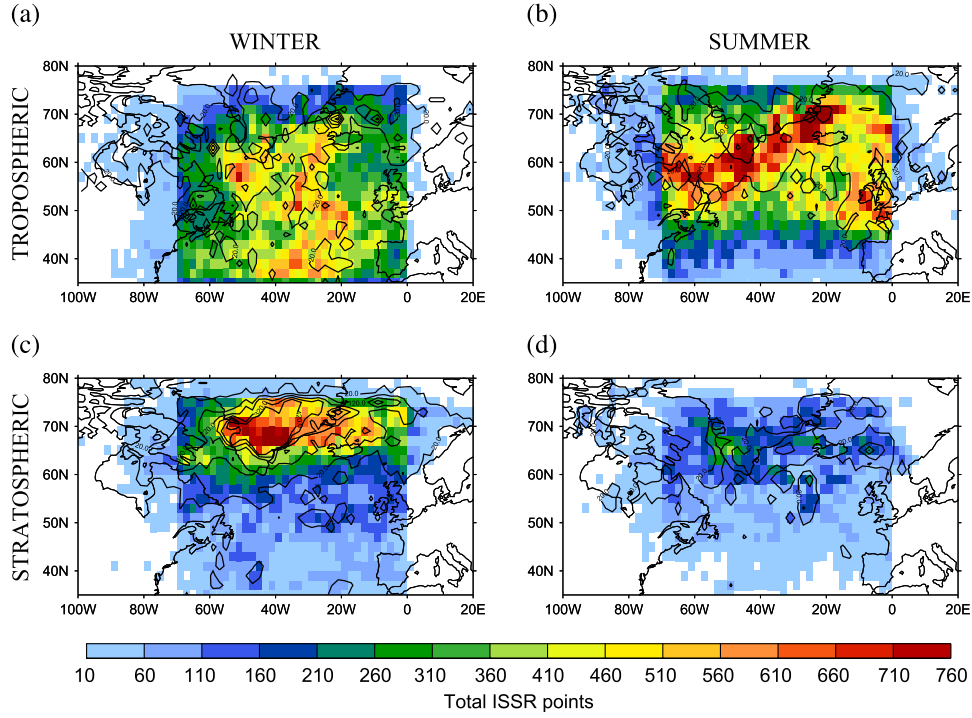 (a)
(b)
WINTER
SUMMER
TROPOSPHERIC
80N
70N
60N
50N
40N
100W 80W 60W 40W 20W 0 20E
80N
70N
60N
50N
40N
100W 80W 60W 40W 20W 0 20E
(c)
(d)
STRATOSPHERIC
80N
70N
60N
50N
40N
100W 80W 60W 40W 20W 0 20E
80N
70N
60N
50N
40N
100W 80W 60W 40W 20W 0 20E
10 60 110 160 210 260 310 360 410 460 510 560 610 660 710 760
Total ISSR points